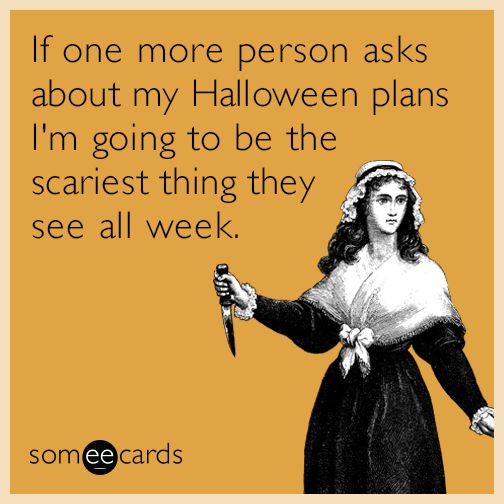 If one more person asks
about my Halloween plans
I'm going to be the
scariest thing they
see all week.
someecards